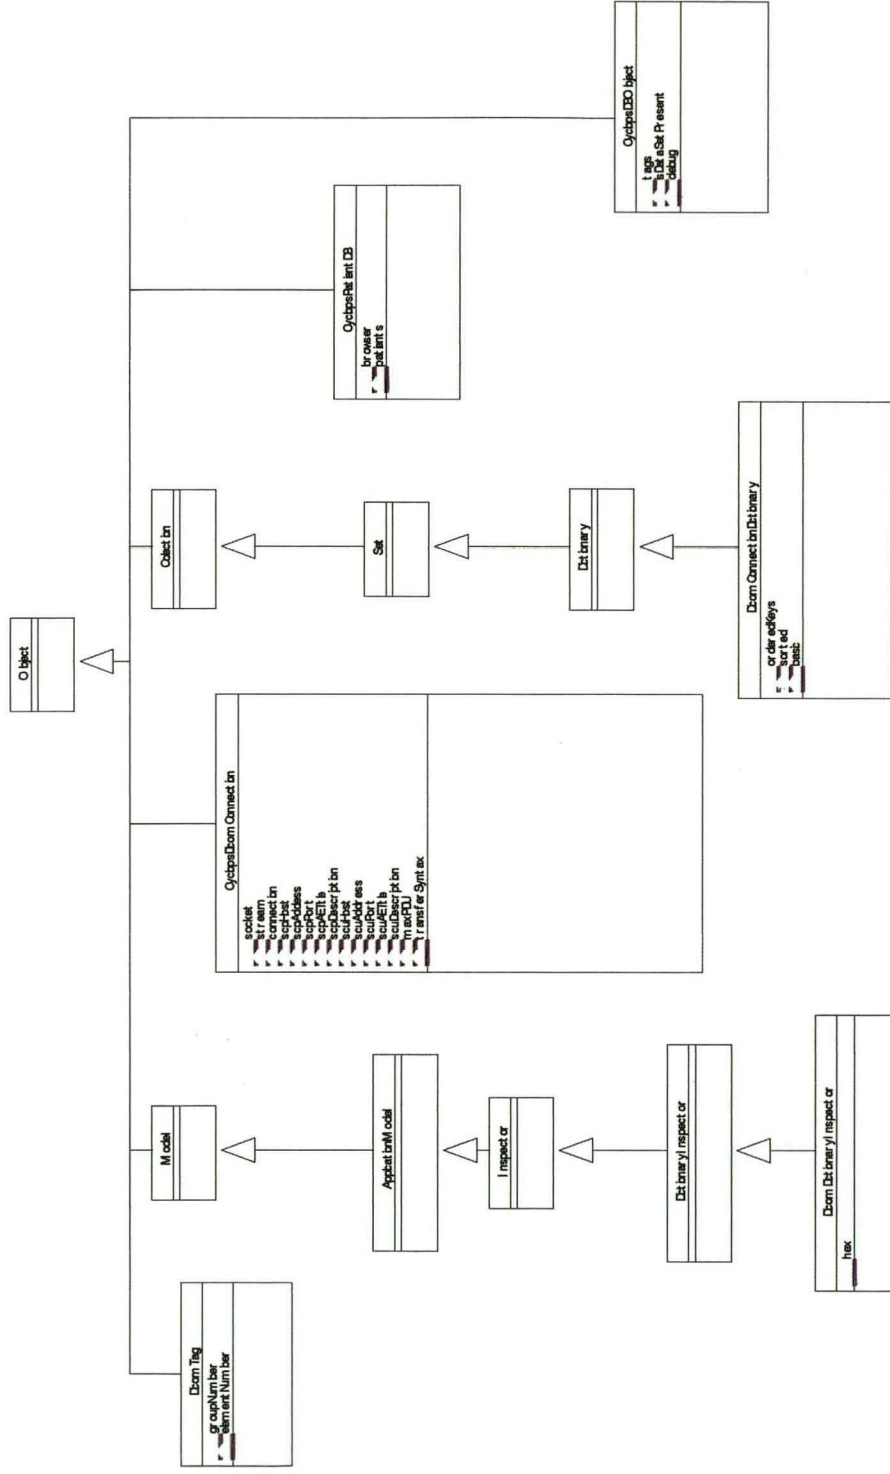 Object
DicomTag
groupNumber
elementNumber
Model
CyclopsDicomConnection
socket
stream
connection
scpHost
scpAddess
scpPort
scpAETitle
scpDescription
scuHost
scuAddress
scuPort
scuAETitle
scuDescription
maxPDU
transferSyntax
Collection
CyclopsPatientDB
browser
patients
CyclopsDBObject
tags
isDataSetPresent
debug
ApplicationModel
Set
Inspector
Dictionary
DictionaryInspector
DicomConnectionDictionary
orderedKeys
sorted
basic
DicomDictionaryInspector
hex